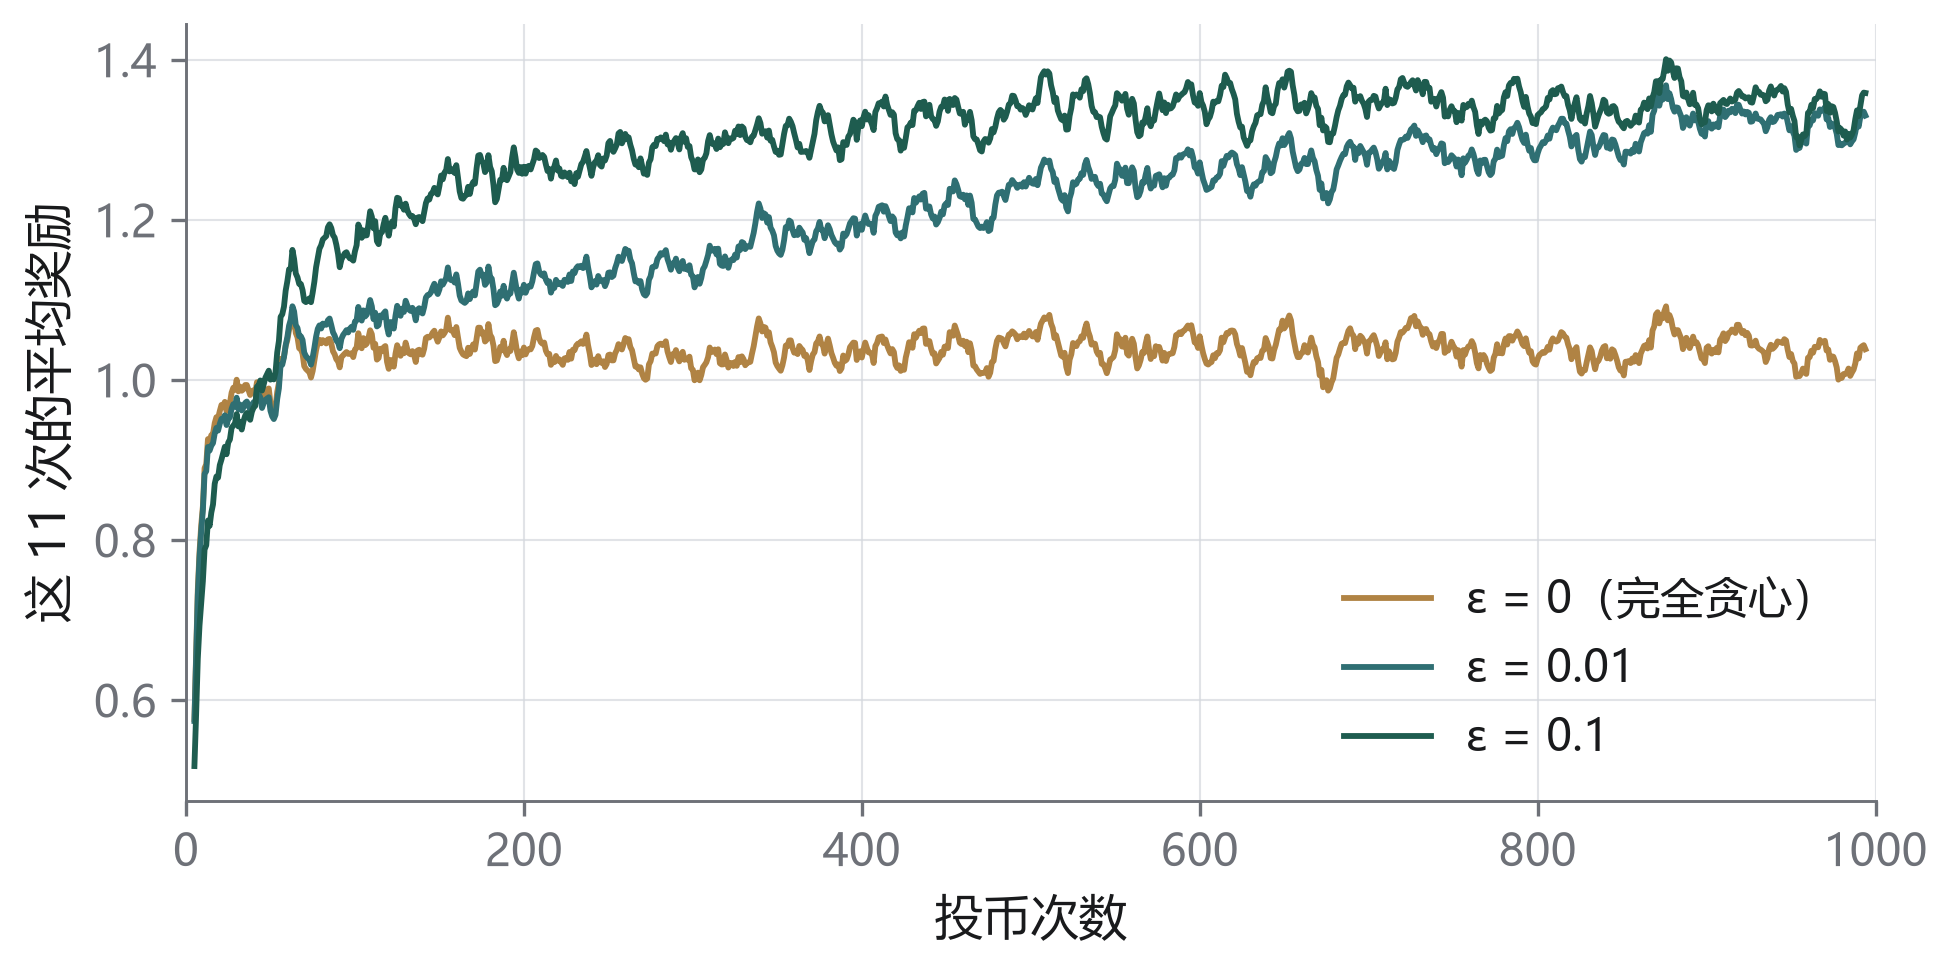 1.4
1.2
1.0
0.8
0.6
这 11 次的平均奖励
ε = 0（完全贪心）
ε = 0.01
ε = 0.1
0 200 400 600 800 1000
投币次数